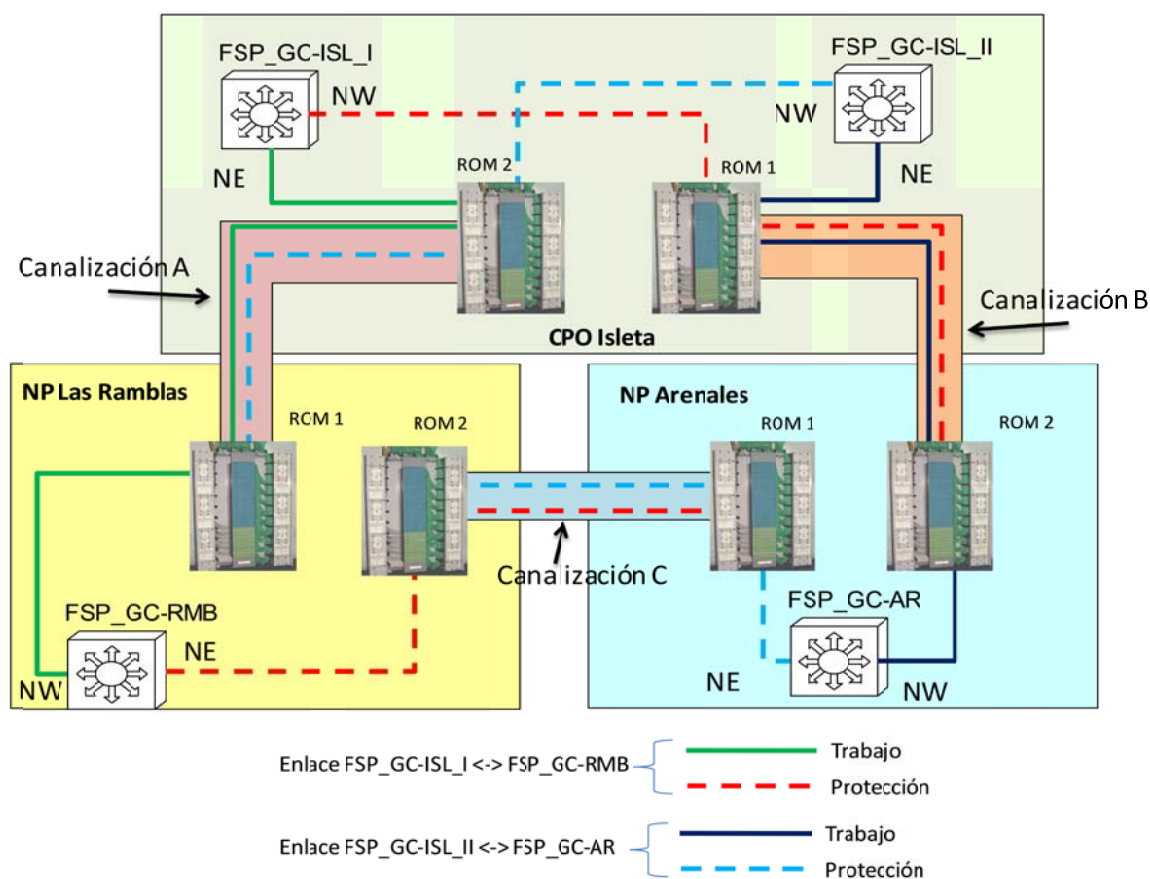 FSP_GC-ISL_I
FSP_GC-ISL_II
NW
NW
NE
NE
ROM 2
ROM 1
Canalización A
Canalización B
CPO Isleta
NP Las Ramblas
NP Arenales
ROM 1
ROM 2
ROM 1
ROM 2
Canalización C
FSP_GC-RMB
FSP_GC-AR
NE
NW
NE
NW
Enlace FSP_GC-ISL_I <-> FSP_GC-RMB
Trabajo
Protección
Enlace FSP_GC-ISL_II <-> FSP_GC-AR
Trabajo
Protección